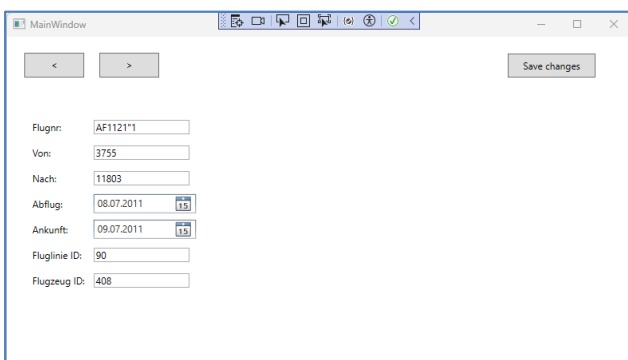 MainWindow
< >
Save changes
Flugnr: AF1121"1
Von: 3755
Nach: 11803
Abflug: 08.07.2011 15
Ankunft: 09.07.2011 15
Fluglinie ID: 90
Flugzeug ID: 408